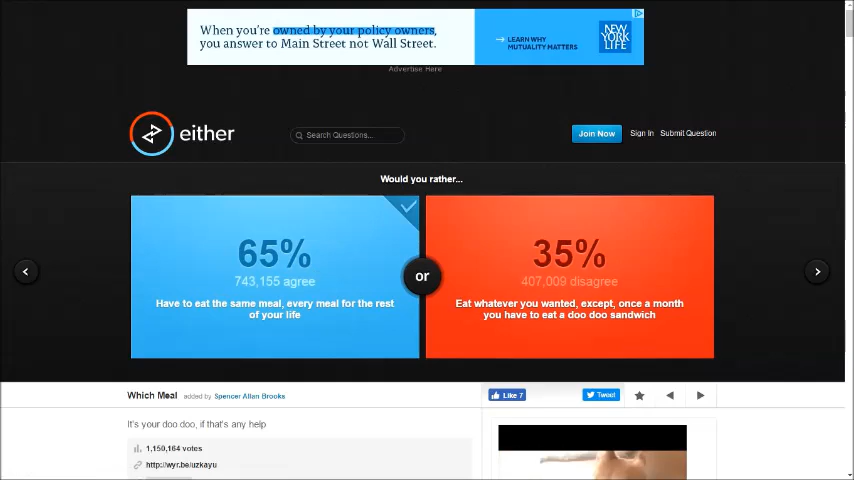 When you're owned by your policy owners,
you answer to Main Street not Wall Street.
LEARN WHY
MUTUALITY MATTERS
NEW
YORK
LIFE
Advertise Here
either
Search Questions...
Join Now
Sign In
Submit Question
Would you rather...
65%
743,155 agree
Have to eat the same meal, every meal for the rest
of your life
or
35%
407,009 disagree
Eat whatever you wanted, except, once a month
you have to eat a doo doo sandwich
Which Meal added by Spencer Allan Brooks
Like 7
Tweet
It's your doo doo, if that's any help
1,150,164 votes
http://wyr.be/uzkayu